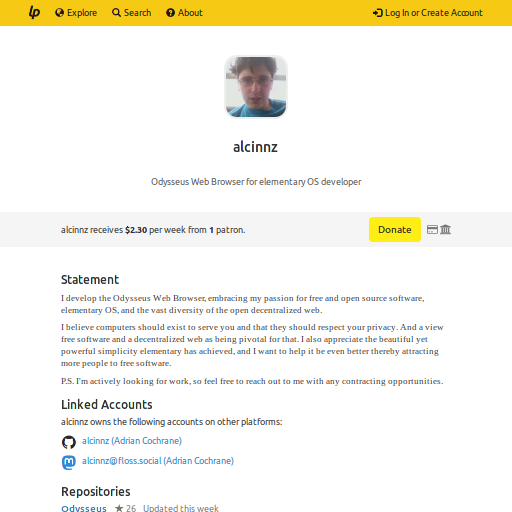 lp Explore Search About Log In or Create Account
alcinnz
Odysseus Web Browser for elementary OS developer
alcinnz receives $2.30 per week from 1 patron. Donate
Statement
I develop the Odysseus Web Browser, embracing my passion for free and open source software,
elementary OS, and the vast diversity of the open decentralized web.
I believe computers should exist to serve you and that they should respect your privacy. And a view
free software and a decentralized web as being pivotal for that. I also appreciate the beautiful yet
powerful simplicity elementary has achieved, and I want to help it be even better thereby attracting
more people to free software.
P.S. I'm actively looking for work, so feel free to reach out to me with any contracting opportunities.
Linked Accounts
alcinnz owns the following accounts on other platforms:
alcinnz (Adrian Cochrane)
alcinnz@floss.social (Adrian Cochrane)
Repositories
Odysseus ★ 26 Updated this week